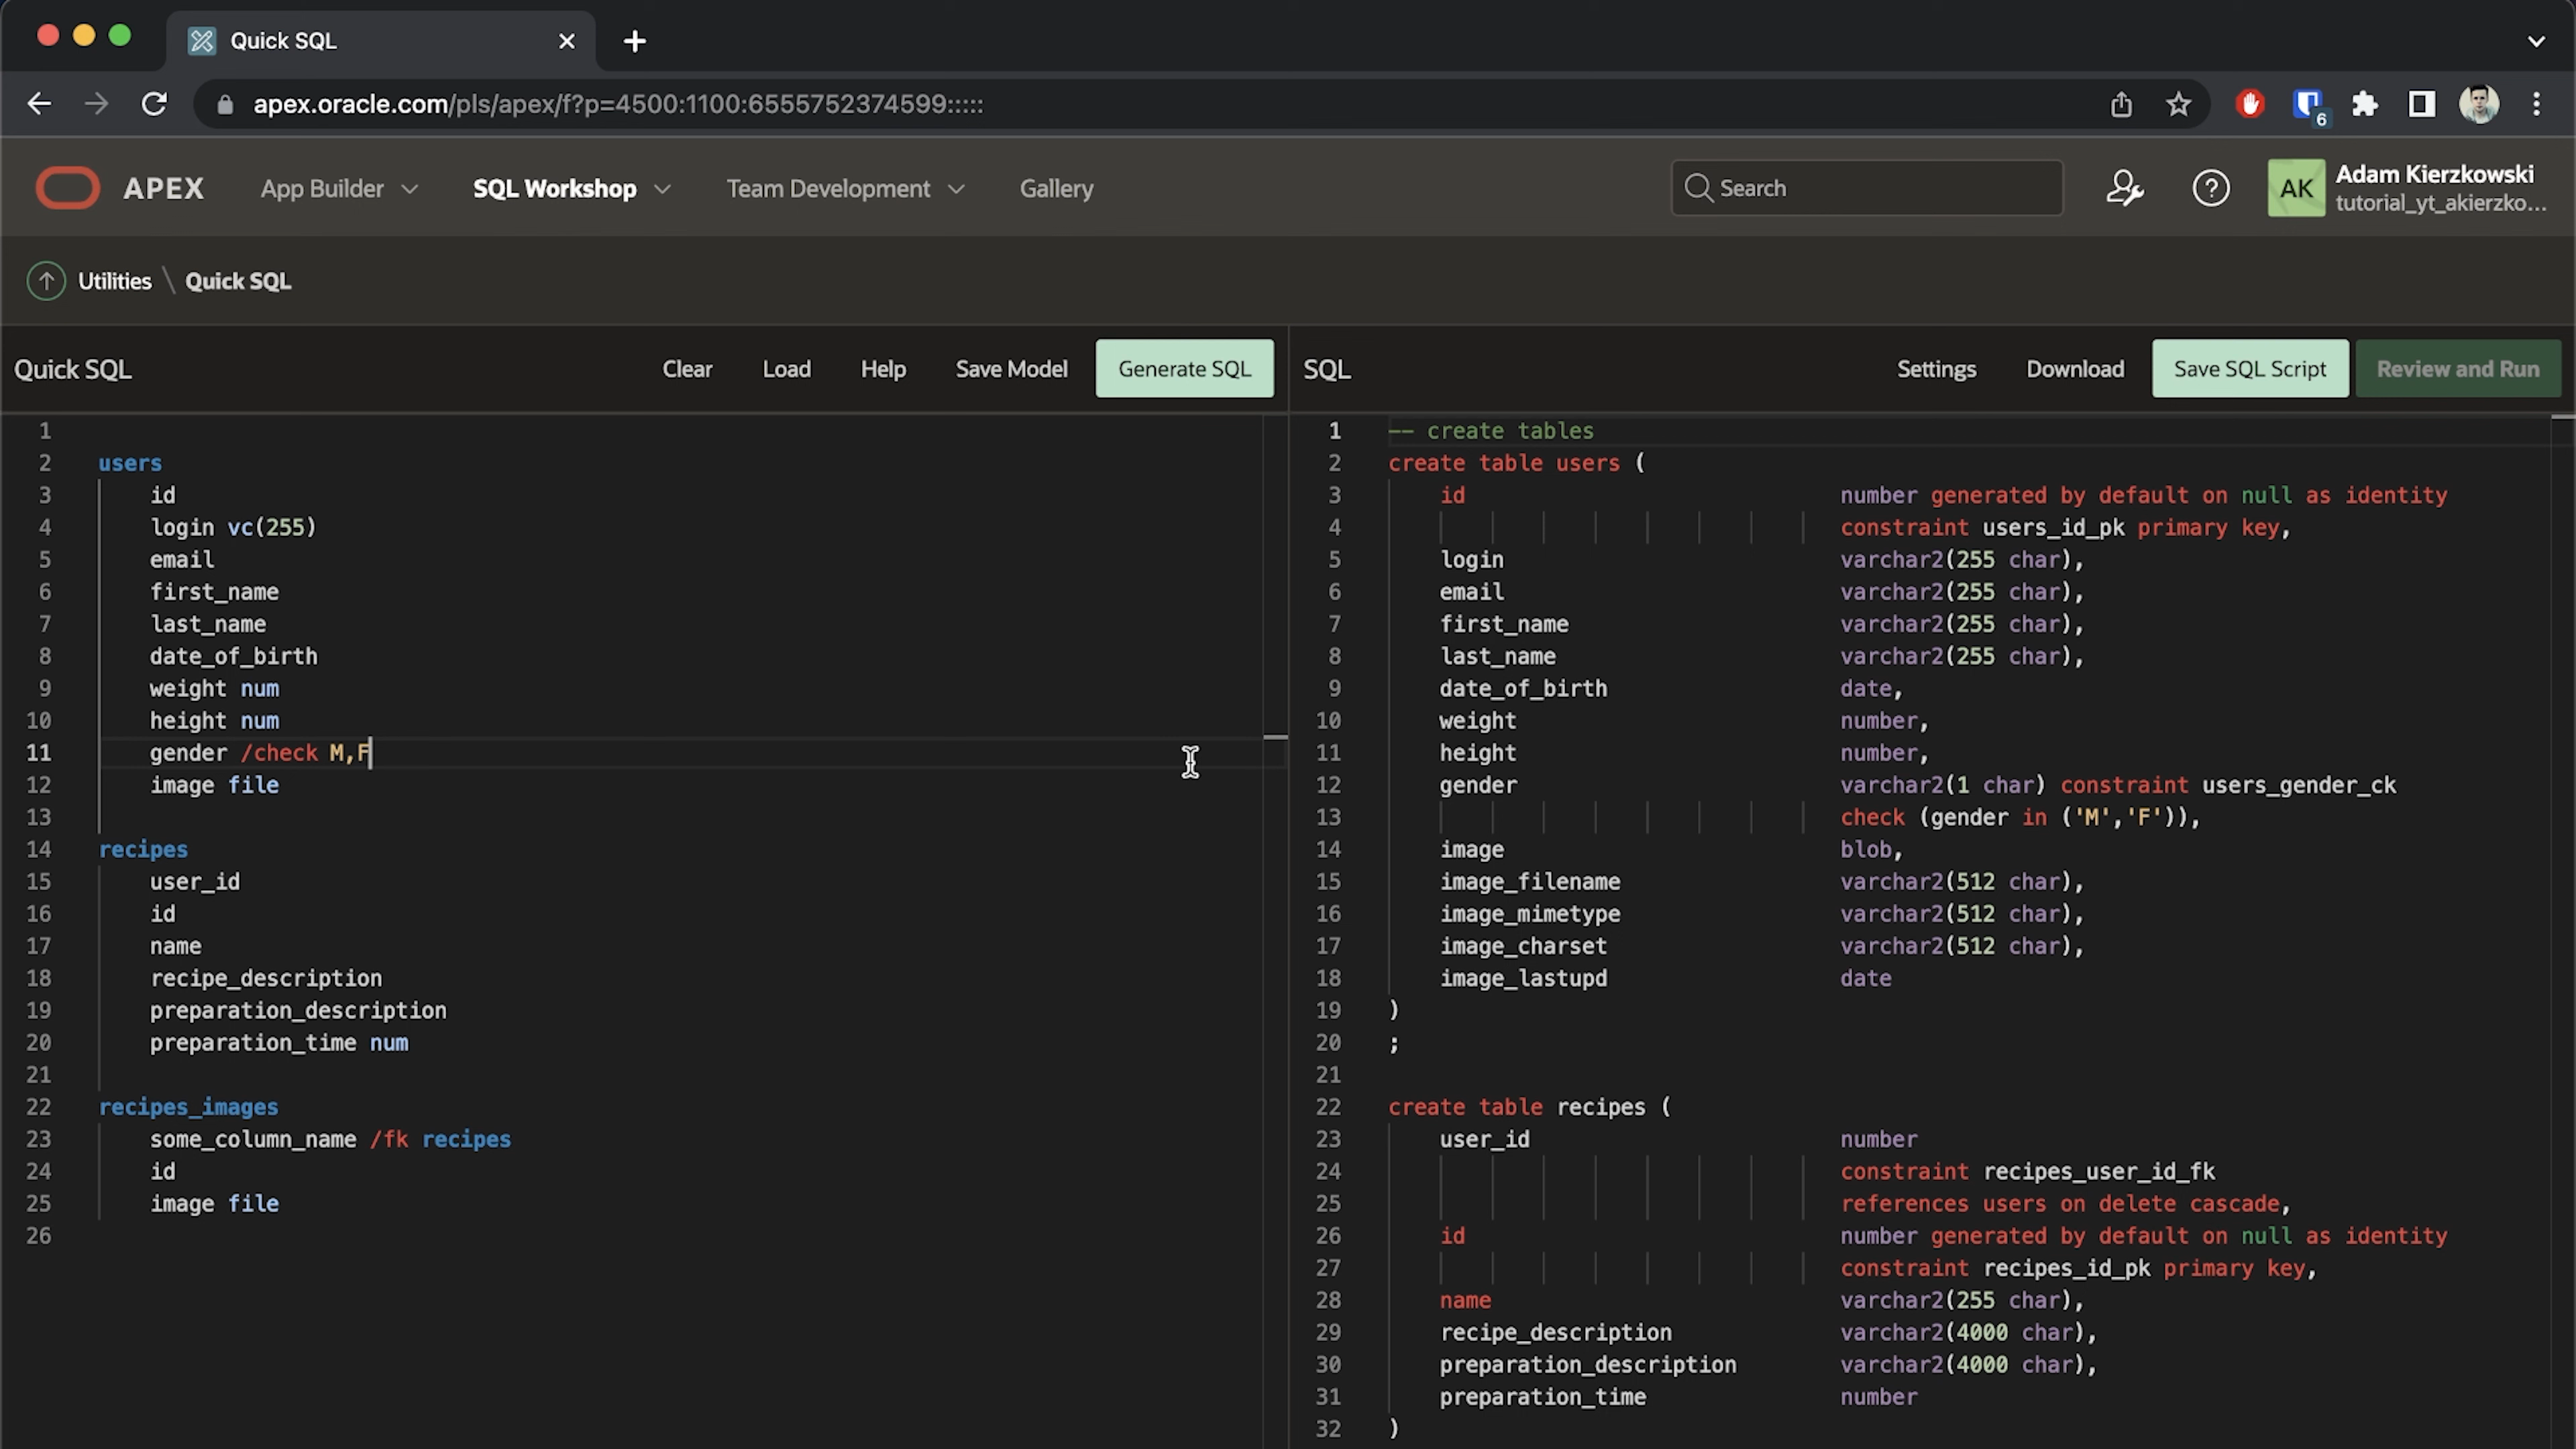 Quick SQL
apex.oracle.com/pls/apex/f?p=4500:1100:6555752374599:::::
6
APEX App Builder SQL Workshop Team Development Gallery Search AK Adam Kierzkowski
tutorial_yt_akierzko...
Utilities \ Quick SQL
Quick SQL Clear Load Help Save Model Generate SQL
1
2 users
3 id
4 login vc(255)
5 email
6 first_name
7 last_name
8 date_of_birth
9 weight num
10 height num
11 gender /check M,F
12 image file
13
14 recipes
15 user_id
16 id
17 name
18 recipe_description
19 preparation_description
20 preparation_time num
21
22 recipes_images
23 some_column_name /fk recipes
24 id
25 image file
26
SQL Settings Download Save SQL Script Review and Run
1 -- create tables
2 create table users (
3 id number generated by default on null as identity
4 constraint users_id_pk primary key,
5 login varchar2(255 char),
6 email varchar2(255 char),
7 first_name varchar2(255 char),
8 last_name varchar2(255 char),
9 date_of_birth date,
10 weight number,
11 height number,
12 gender varchar2(1 char) constraint users_gender_ck
13 check (gender in ('M','F')),
14 image blob,
15 image_filename varchar2(512 char),
16 image_mimetype varchar2(512 char),
17 image_charset varchar2(512 char),
18 image_lastupd date
19 )
20 ;
21
22 create table recipes (
23 user_id number
24 constraint recipes_user_id_fk
25 references users on delete cascade,
26 id number generated by default on null as identity
27 constraint recipes_id_pk primary key,
28 name varchar2(255 char),
29 recipe_description varchar2(4000 char),
30 preparation_description varchar2(4000 char),
31 preparation_time number
32 )